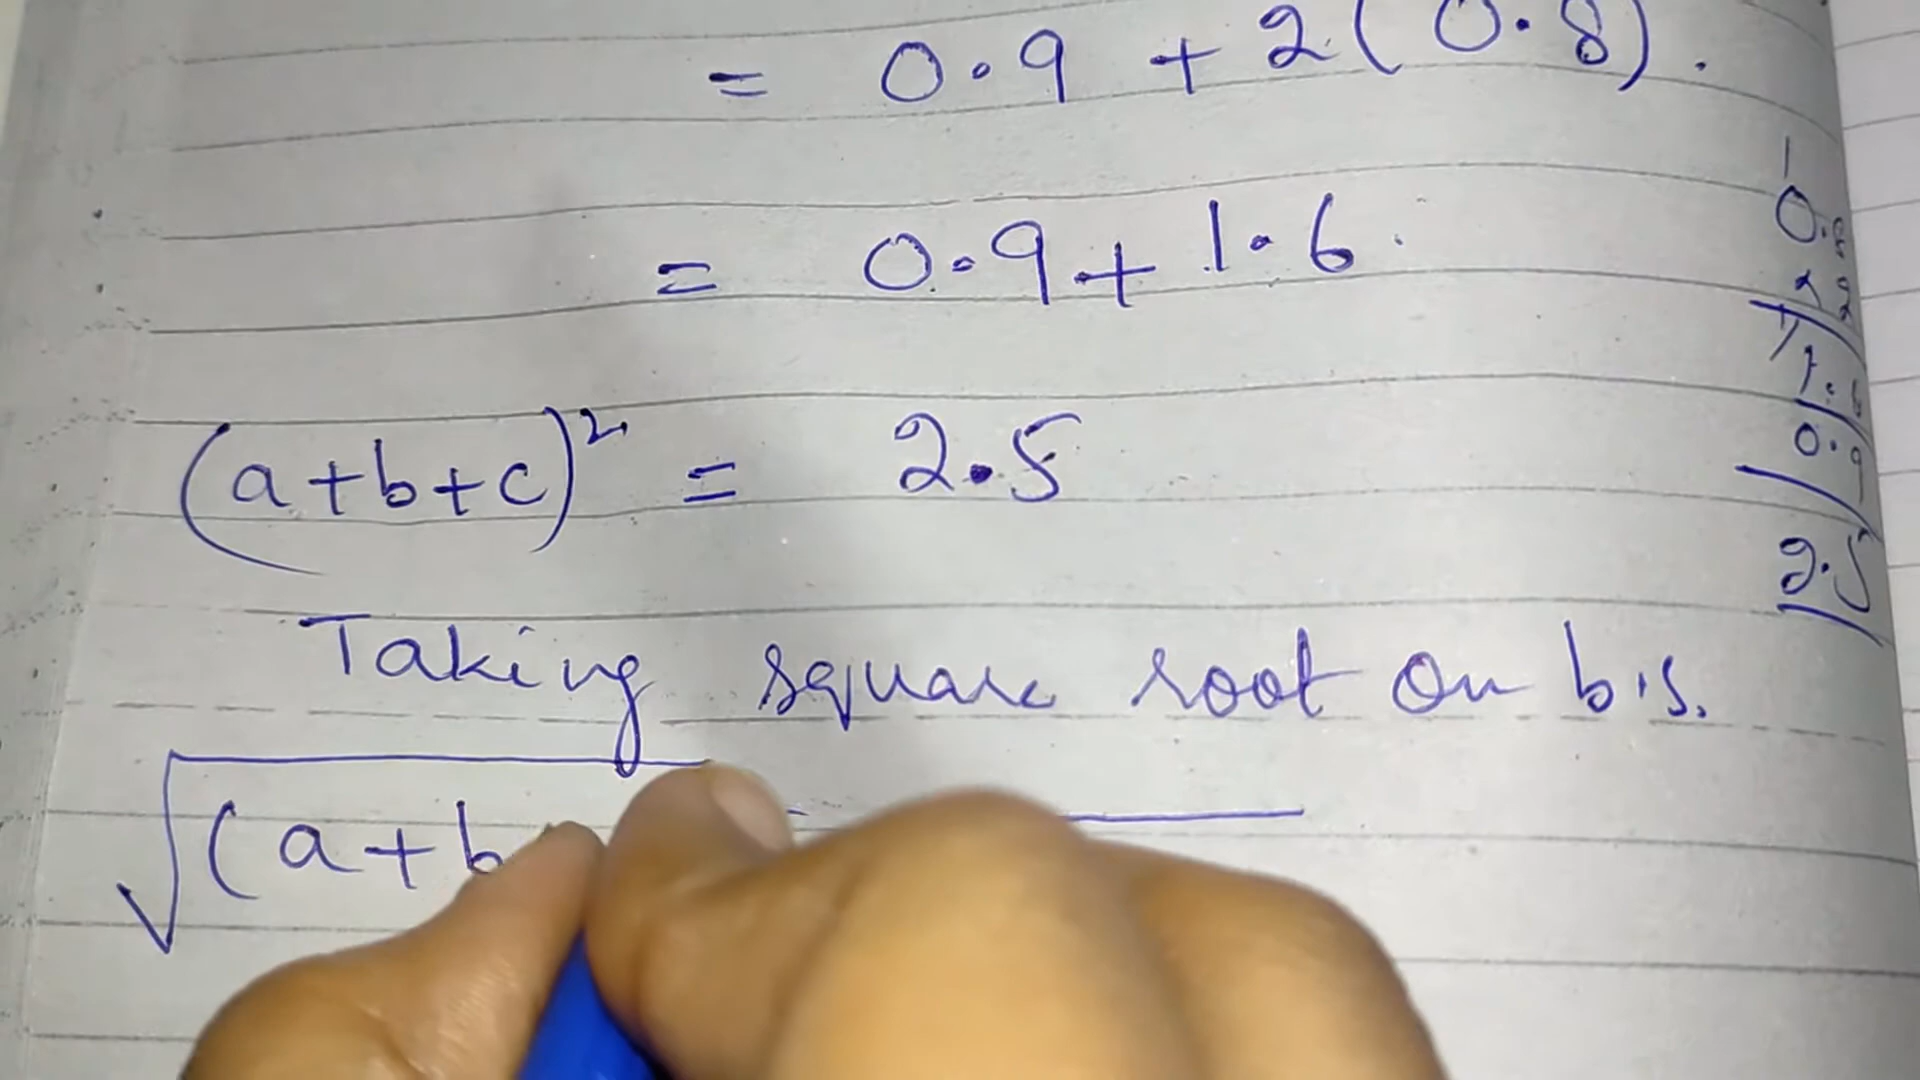 = 0.9 + 2(0.8).
= 0.9 + 1.6.
(a+b+c)² = 2.5
Taking square root on b.s.
√(a+b
1
0.8
2
1.6
0.9
2.5